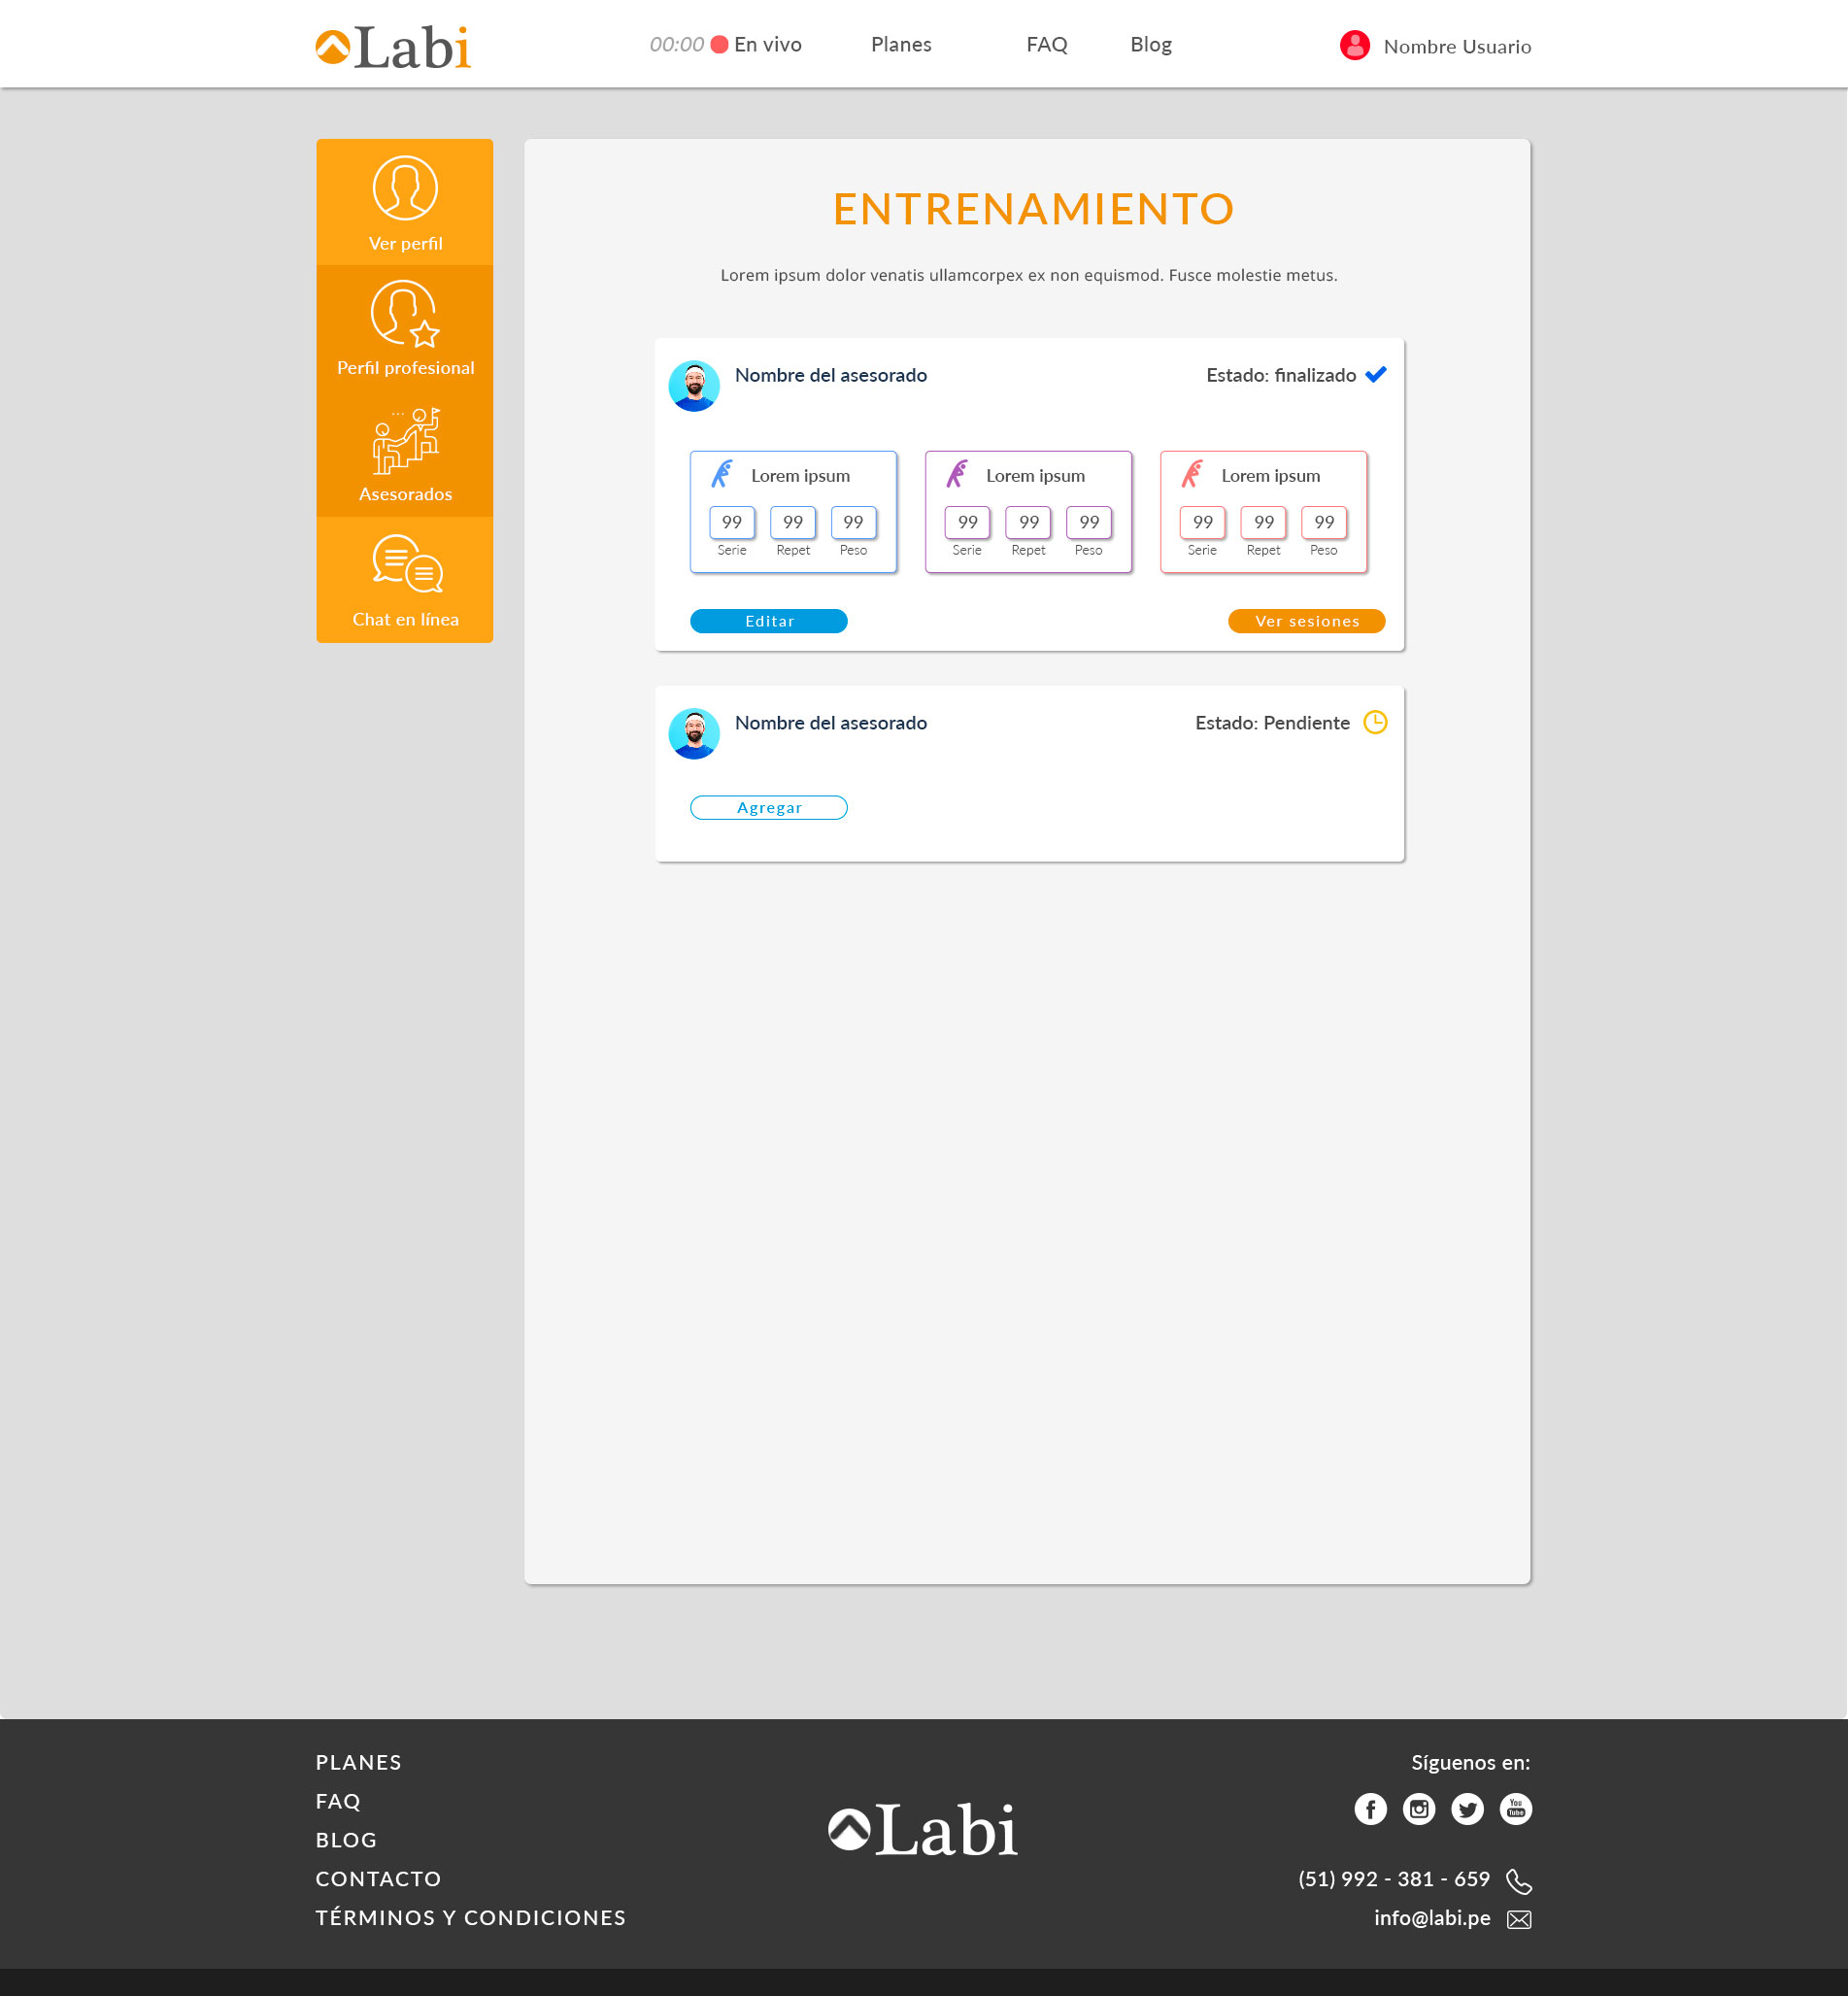 Labi
00:00 En vivo Planes FAQ Blog
Nombre Usuario
Ver perfil
Perfil profesional
Asesorados
Chat en línea
ENTRENAMIENTO
Lorem ipsum dolor venatis ullamcorpex ex non equismod. Fusce molestie metus.
Nombre del asesorado Estado: finalizado
Lorem ipsum Lorem ipsum Lorem ipsum
99 99 99 99 99 99 99 99 99
Serie Repet Peso Serie Repet Peso Serie Repet Peso
Editar Ver sesiones
Nombre del asesorado Estado: Pendiente
Agregar
PLANES
FAQ
BLOG
CONTACTO
TÉRMINOS Y CONDICIONES
Labi
Síguenos en:
You
Tube
(51) 992 - 381 - 659
info@labi.pe